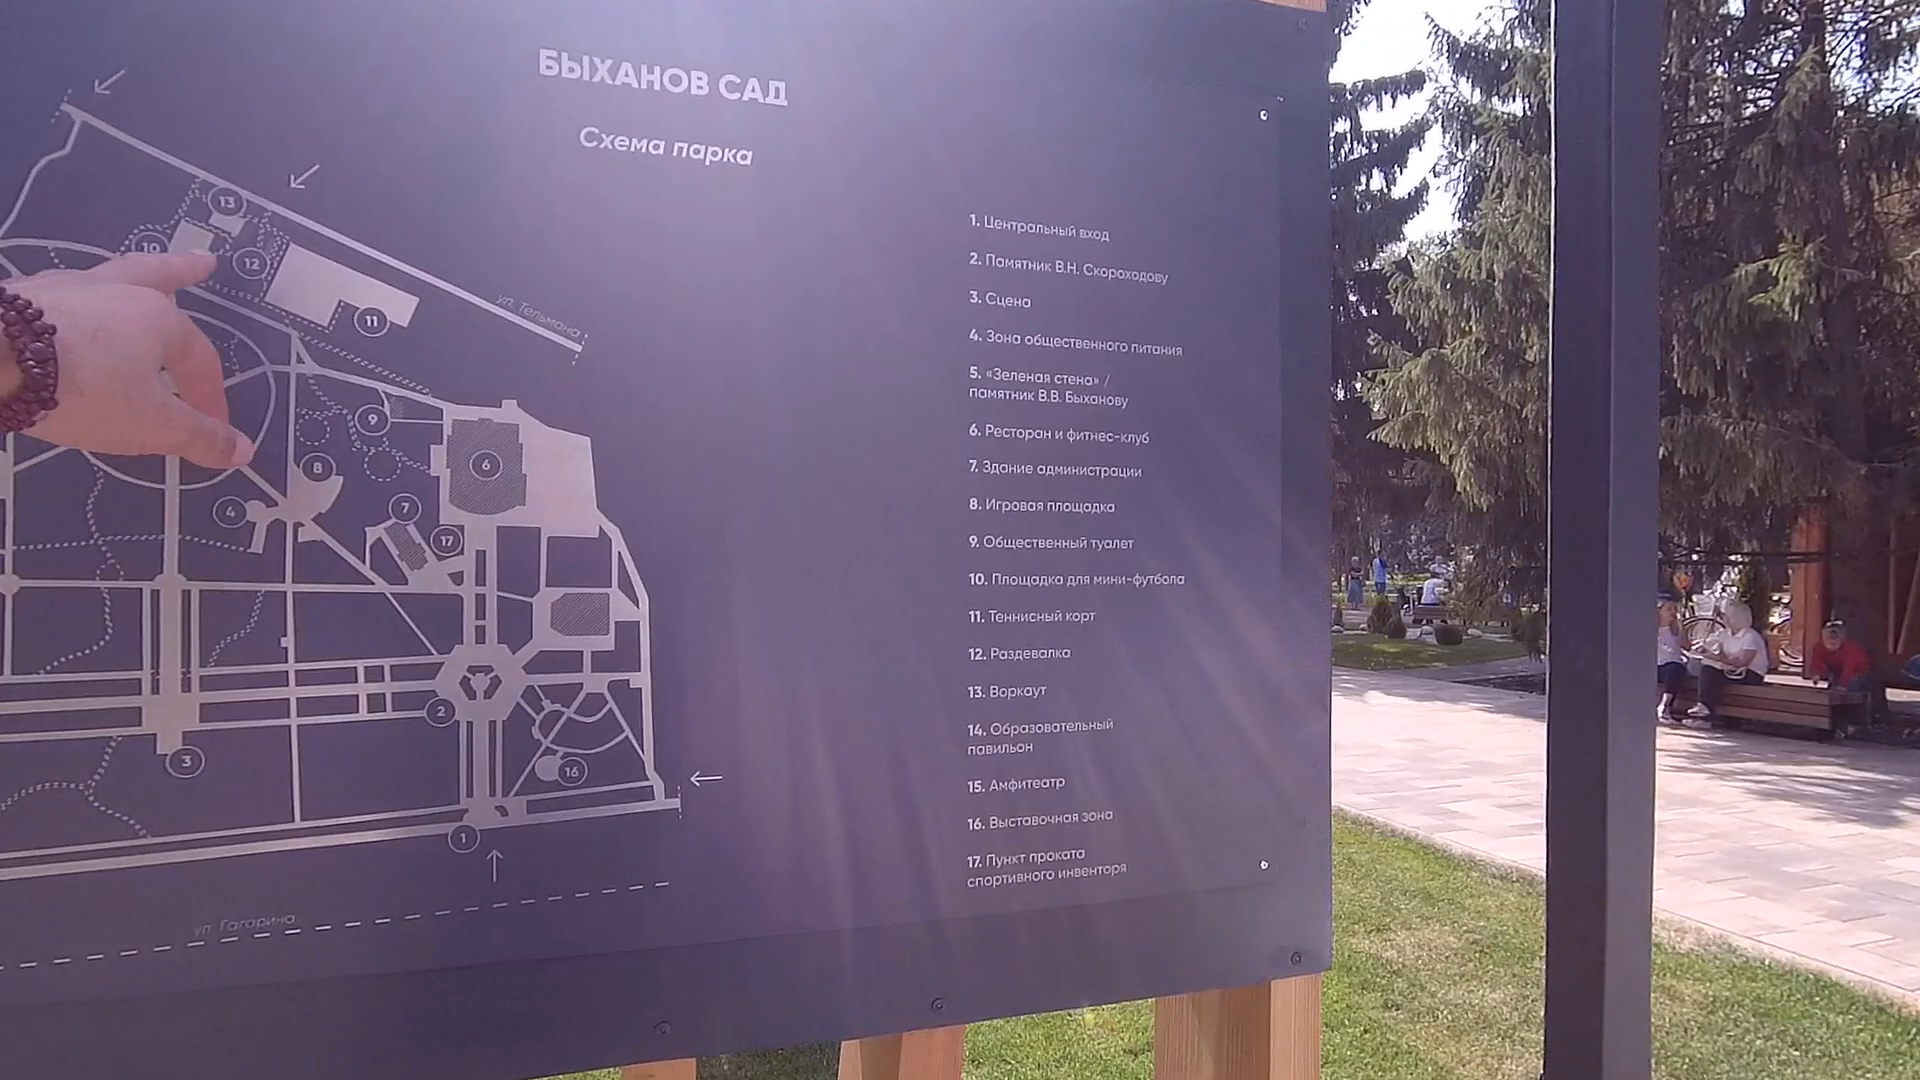 БЫХАНОВ САД
Схема парка
13
10
12
11
ул. Тельмана
9
8
6
4
7
17
2
3
16
1
ул. Гагарина
1. Центральный вход
2. Памятник В.Н. Скороходову
3. Сцена
4. Зона общественного питания
5. «Зеленая стена» /
памятник В.В. Быханову
6. Ресторан и фитнес-клуб
7. Здание администрации
8. Игровая площадка
9. Общественный туалет
10. Площадка для мини-футбола
11. Теннисный корт
12. Раздевалка
13. Воркаут
14. Образовательный
павильон
15. Амфитеатр
16. Выставочная зона
17. Пункт проката
спортивного инвенторя